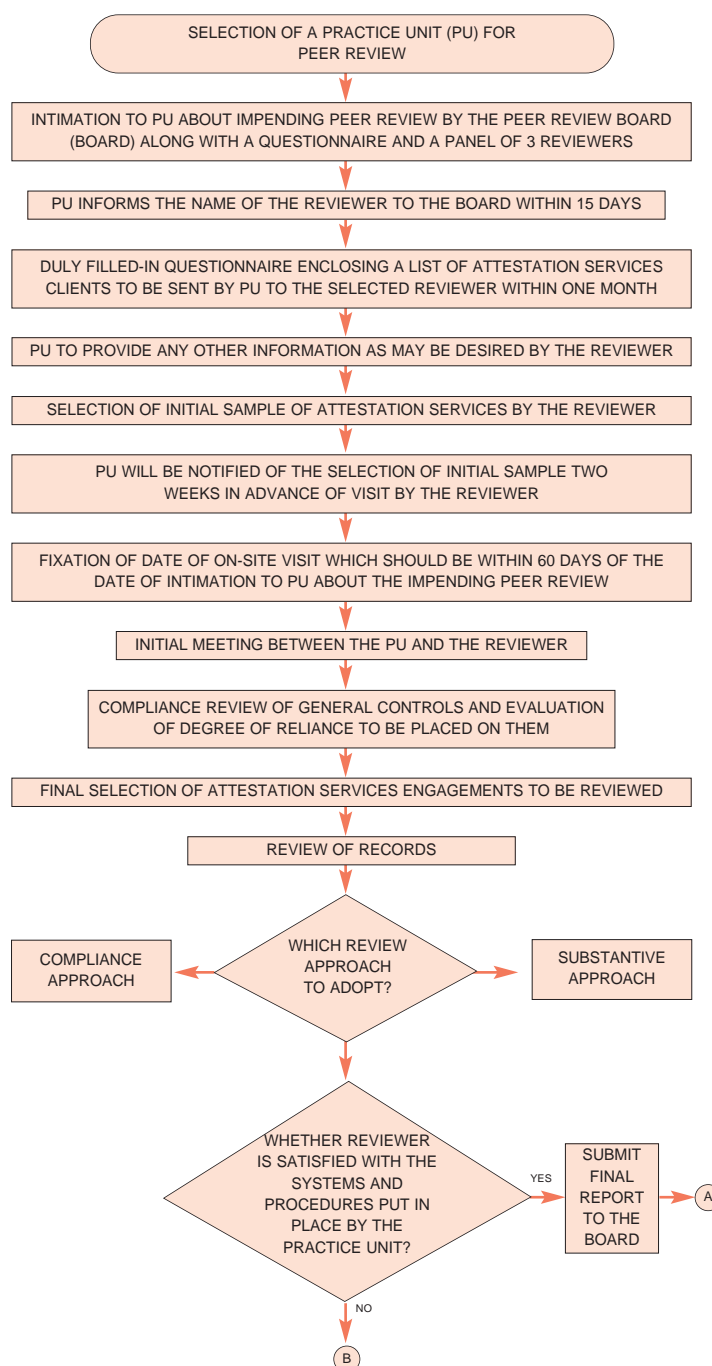 SELECTION OF A PRACTICE UNIT (PU) FOR
PEER REVIEW
INTIMATION TO PU ABOUT IMPENDING PEER REVIEW BY THE PEER REVIEW BOARD
(BOARD) ALONG WITH A QUESTIONNAIRE AND A PANEL OF 3 REVIEWERS
PU INFORMS THE NAME OF THE REVIEWER TO THE BOARD WITHIN 15 DAYS
DULY FILLED-IN QUESTIONNAIRE ENCLOSING A LIST OF ATTESTATION SERVICES
CLIENTS TO BE SENT BY PU TO THE SELECTED REVIEWER WITHIN ONE MONTH
PU TO PROVIDE ANY OTHER INFORMATION AS MAY BE DESIRED BY THE REVIEWER
SELECTION OF INITIAL SAMPLE OF ATTESTATION SERVICES BY THE REVIEWER
PU WILL BE NOTIFIED OF THE SELECTION OF INITIAL SAMPLE TWO
WEEKS IN ADVANCE OF VISIT BY THE REVIEWER
FIXATION OF DATE OF ON-SITE VISIT WHICH SHOULD BE WITHIN 60 DAYS OF THE
DATE OF INTIMATION TO PU ABOUT THE IMPENDING PEER REVIEW
INITIAL MEETING BETWEEN THE PU AND THE REVIEWER
COMPLIANCE REVIEW OF GENERAL CONTROLS AND EVALUATION
OF DEGREE OF RELIANCE TO BE PLACED ON THEM
FINAL SELECTION OF ATTESTATION SERVICES ENGAGEMENTS TO BE REVIEWED
REVIEW OF RECORDS
COMPLIANCE
APPROACH
WHICH REVIEW
APPROACH
TO ADOPT?
SUBSTANTIVE
APPROACH
WHETHER REVIEWER
IS SATISFIED WITH THE
SYSTEMS AND
PROCEDURES PUT IN
PLACE BY THE
PRACTICE UNIT?
YES
SUBMIT
FINAL
REPORT
TO THE
BOARD
A
NO
B